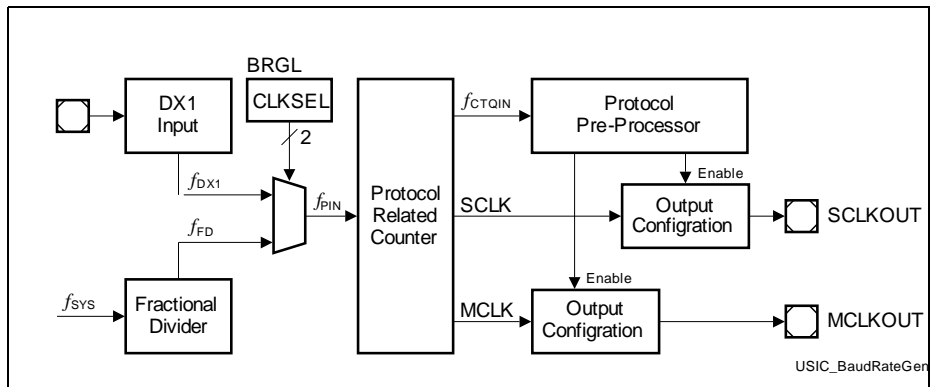 BRGL
CLKSEL
2
DX1
Input
fDX1
fFD
fSYS
Fractional
Divider
fPIN
Protocol
Related
Counter
fCTQIN
SCLK
MCLK
Protocol
Pre-Processor
Enable
Output
Configration
SCLKOUT
Enable
Output
Configration
MCLKOUT
USIC_BaudRateGen